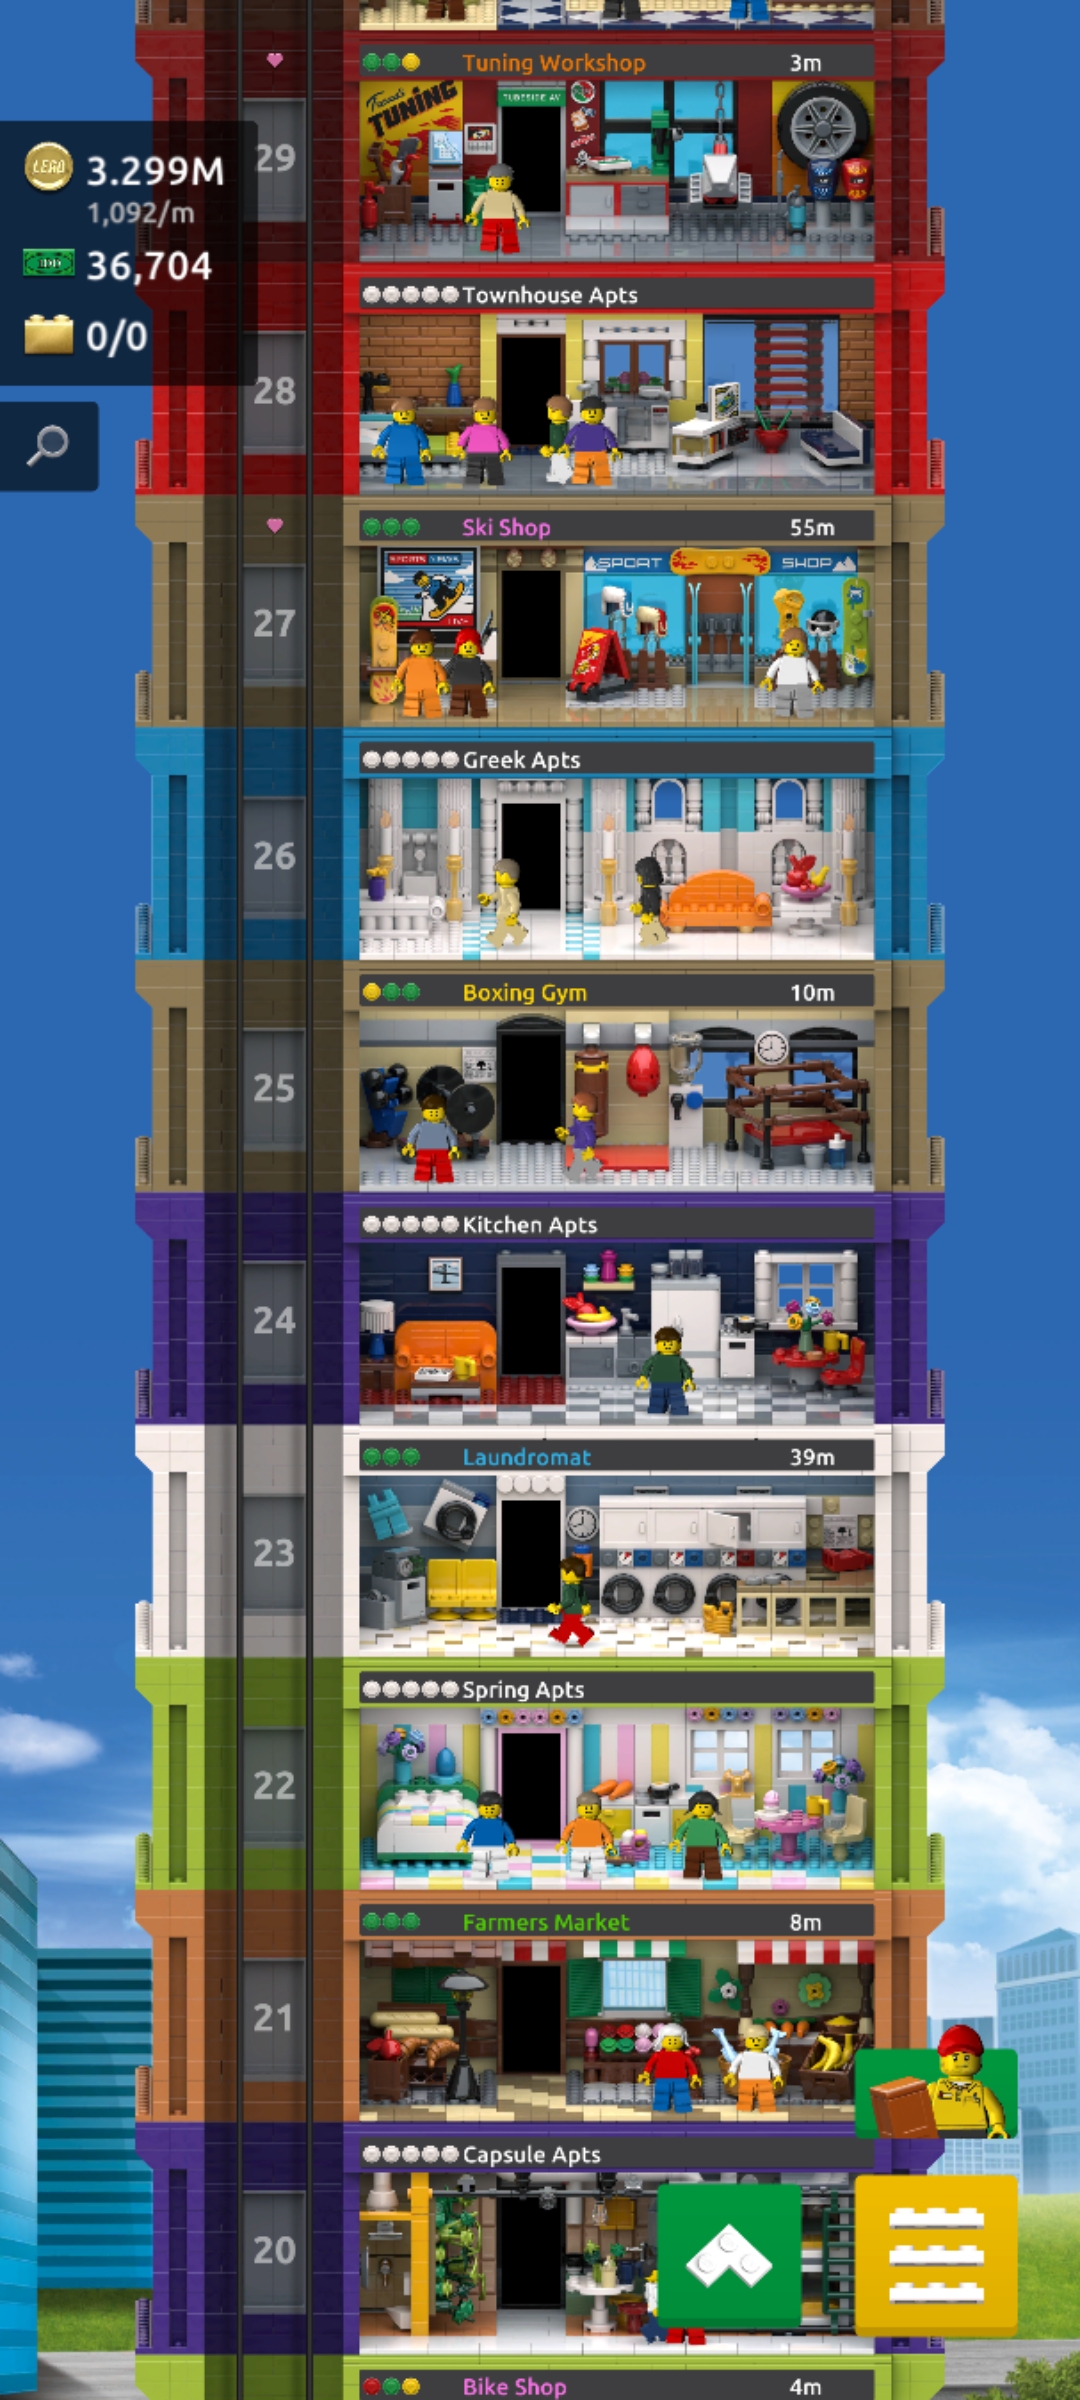 Tuning Workshop 3m
TUNING
TUBESIDE AV
29
LEGO 3.299M
1,092/m
36,704
0/0
Townhouse Apts
28
Ski Shop 55m
SPORT SHOP
27
Greek Apts
26
Boxing Gym 10m
25
Kitchen Apts
24
Laundromat 39m
23
Spring Apts
22
Farmers Market 8m
21
Capsule Apts
20
Bike Shop 4m